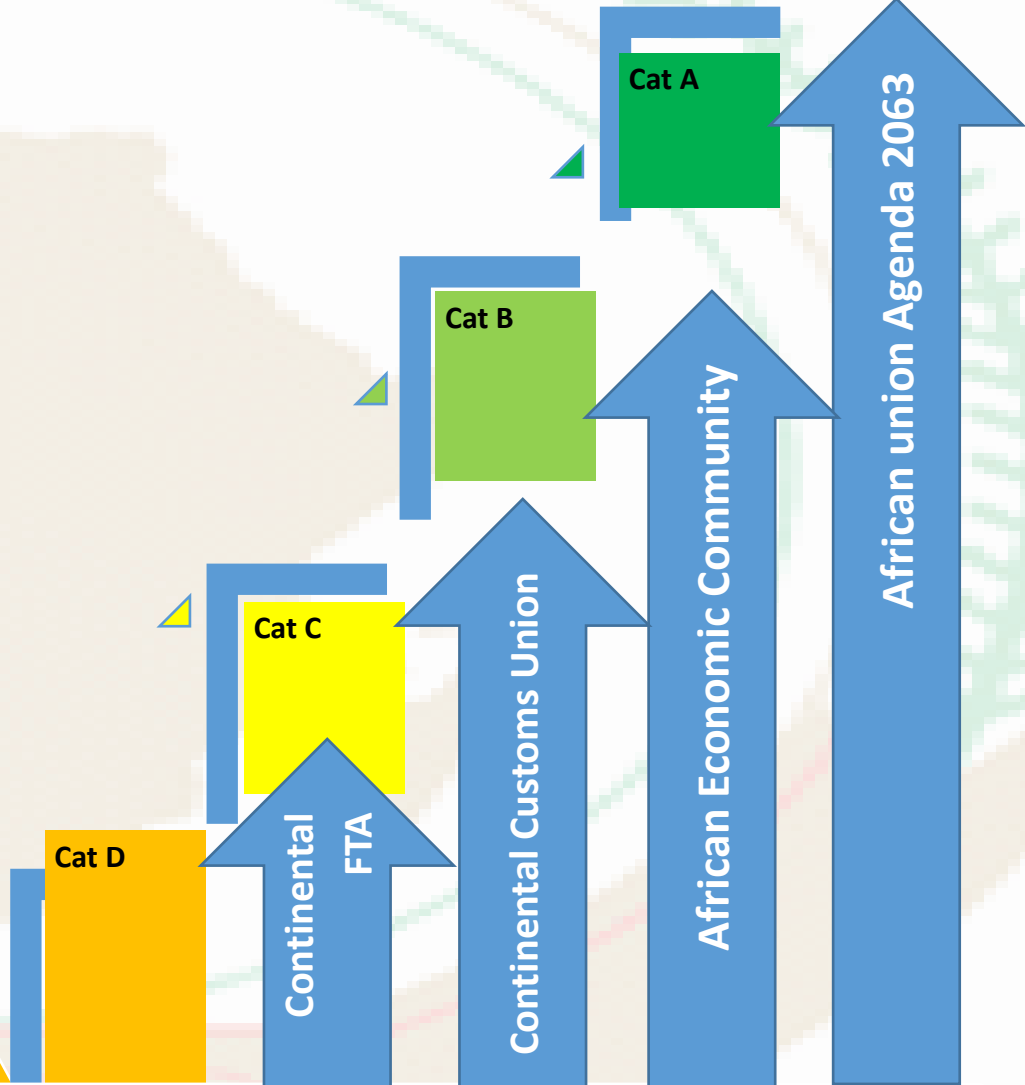 Cat A
African union Agenda 2063
Cat B
African Economic Community
Cat C
Continental Customs Union
Cat D
Continental
FTA